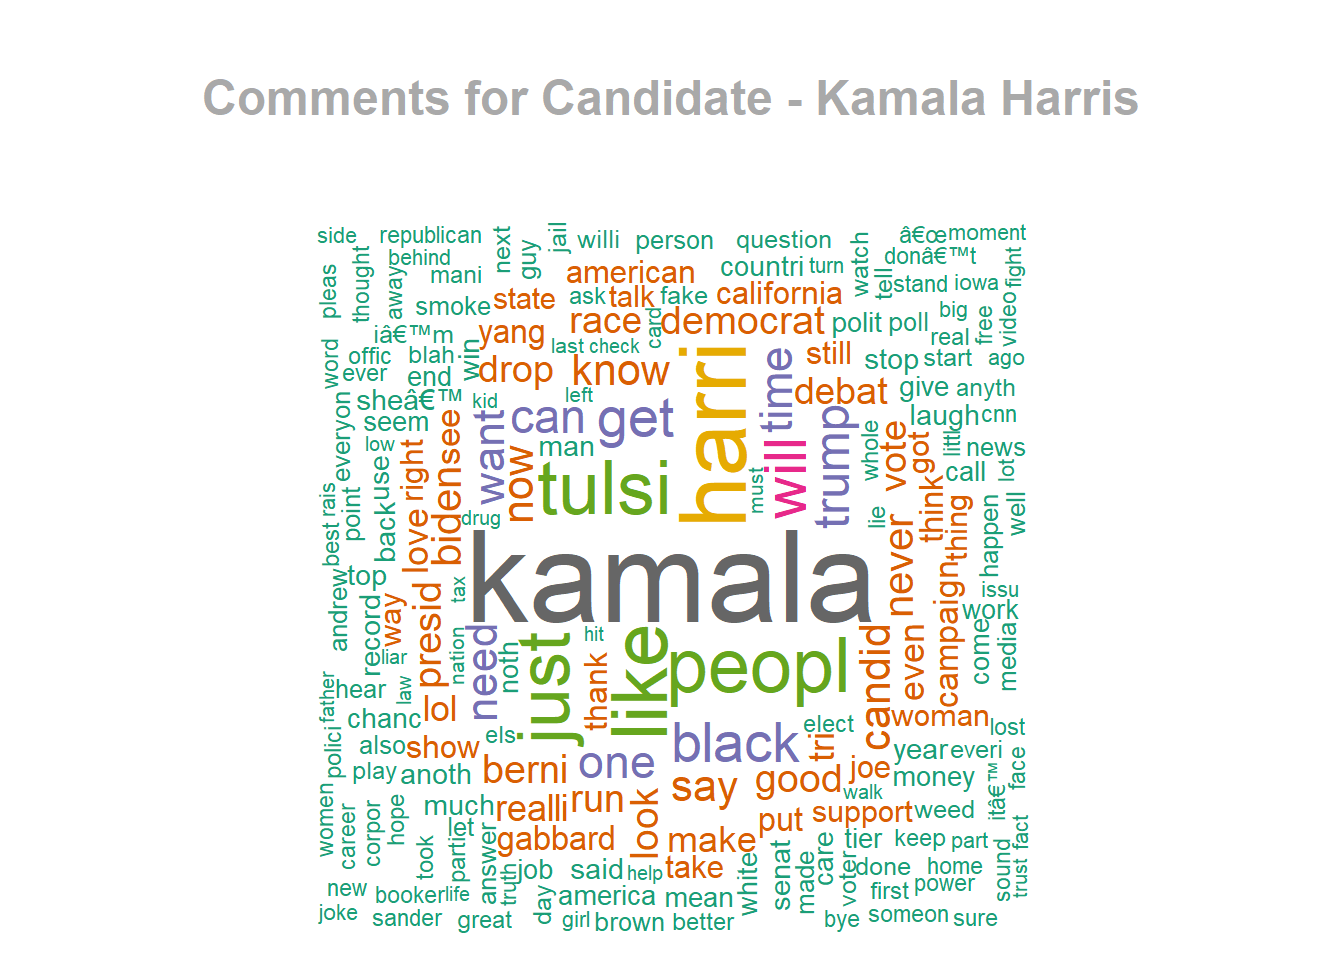 Comments for Candidate - Kamala Harris
side
republican
next
guy
jail
willi
person
question
watch
â€œ
moment
pleas
thought
away
behind
mani
american
countri
turn
tell
donâ€™t
stand
iowa
fight
smoke
state
ask
talk
fake
california
big
free
video
iâ€™m
yang
race
card
democrat
polit
poll
real
word
offic
blah
win
last
check
still
stop
start
ago
ever
end
drop
know
harri
time
debat
give
anyth
sheâ€™
kid
left
laugh
cnn
everyon
seem
see
want
can
get
will
trump
whole
vote
got
littl
news
low
right
man
tulsi
must
call
lot
best
rais
point
back
use
love
biden
drug
now
lie
think
thing
happen
well
kamala
never
andrew
top
tax
issu
record
way
presid
campaign
work
liar
nation
need
noth
just
hit
like
peopl
candid
even
come
media
father
hear
law
thank
chanc
lol
elect
woman
lost
polici
also
show
els
black
tri
year
everi
play
anoth
berni
one
say
good
joe
money
face
women
career
corpor
hope
much
realli
run
look
walk
put
support
weed
itâ€™
let
gabbard
make
tier
keep
part
fact
took
parti
answer
truth
job
said
help
take
white
senat
made
care
voter
done
home
sound
trust
new
booker
life
day
america
mean
first
power
joke
sander
great
girl
brown
better
bye
someon
sure